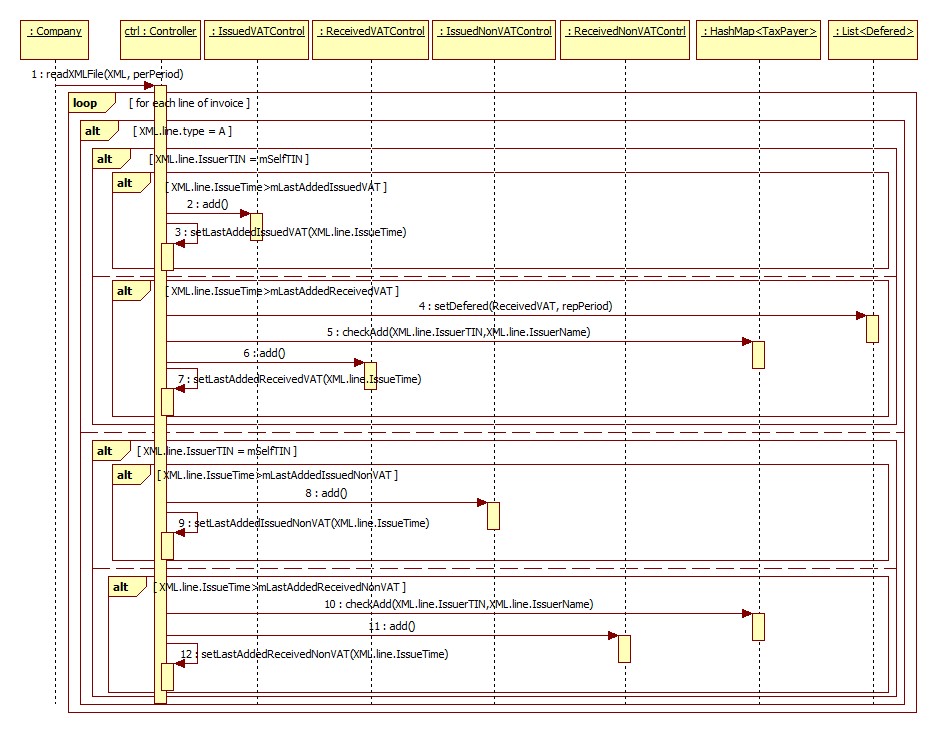 : Company
ctrl : Controller
: IssuedVATControl
: ReceivedVATControl
: IssuedNonVATControl
: ReceivedNonVATContrl
: HashMap<TaxPayer>
: List<Defered>
1 : readXMLFile(XML, perPeriod)
loop [ for each line of invoice ]
alt [ XML.line.type = A ]
alt [ XML.line.IssuerTIN = mSelfTIN ]
alt [ XML.line.IssueTime>mLastAddedIssuedVAT ]
2 : add()
3 : setLastAddedIssuedVAT(XML.line.IssueTime)
alt [ XML.line.IssueTime>mLastAddedReceivedVAT ]
4 : setDefered(ReceivedVAT, repPeriod)
5 : checkAdd(XML.line.IssuerTIN,XML.line.IssuerName)
6 : add()
7 : setLastAddedReceivedVAT(XML.line.IssueTime)
alt [ XML.line.IssuerTIN = mSelfTIN ]
alt [ XML.line.IssueTime>mLastAddedIssuedNonVAT ]
8 : add()
9 : setLastAddedIssuedNonVAT(XML.line.IssueTime)
alt [ XML.line.IssueTime>mLastAddedReceivedNonVAT ]
10 : checkAdd(XML.line.IssuerTIN,XML.line.IssuerName)
11 : add()
12 : setLastAddedReceivedNonVAT(XML.line.IssueTime)